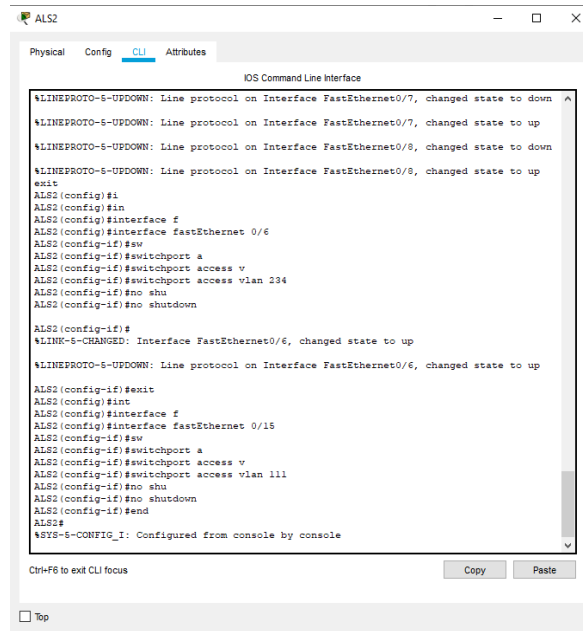 ALS2
Physical Config CLI Attributes
IOS Command Line Interface
%LINEPROTO-5-UPDOWN: Line protocol on Interface FastEthernet0/7, changed state to down
%LINEPROTO-5-UPDOWN: Line protocol on Interface FastEthernet0/7, changed state to up
%LINEPROTO-5-UPDOWN: Line protocol on Interface FastEthernet0/8, changed state to down
%LINEPROTO-5-UPDOWN: Line protocol on Interface FastEthernet0/8, changed state to up
exit
ALS2(config)#i
ALS2(config)#in
ALS2(config)#interface f
ALS2(config)#interface fastEthernet 0/6
ALS2(config-if)#sw
ALS2(config-if)#switchport a
ALS2(config-if)#switchport access v
ALS2(config-if)#switchport access vlan 234
ALS2(config-if)#no shu
ALS2(config-if)#no shutdown
ALS2(config-if)#
%LINK-5-CHANGED: Interface FastEthernet0/6, changed state to up
%LINEPROTO-5-UPDOWN: Line protocol on Interface FastEthernet0/6, changed state to up
ALS2(config-if)#exit
ALS2(config)#int
ALS2(config)#interface f
ALS2(config)#interface fastEthernet 0/15
ALS2(config-if)#sw
ALS2(config-if)#switchport a
ALS2(config-if)#switchport access v
ALS2(config-if)#switchport access vlan 111
ALS2(config-if)#no shu
ALS2(config-if)#no shutdown
ALS2(config-if)#end
ALS2#
%SYS-5-CONFIG_I: Configured from console by console
Ctrl+F6 to exit CLI focus Copy Paste
Top